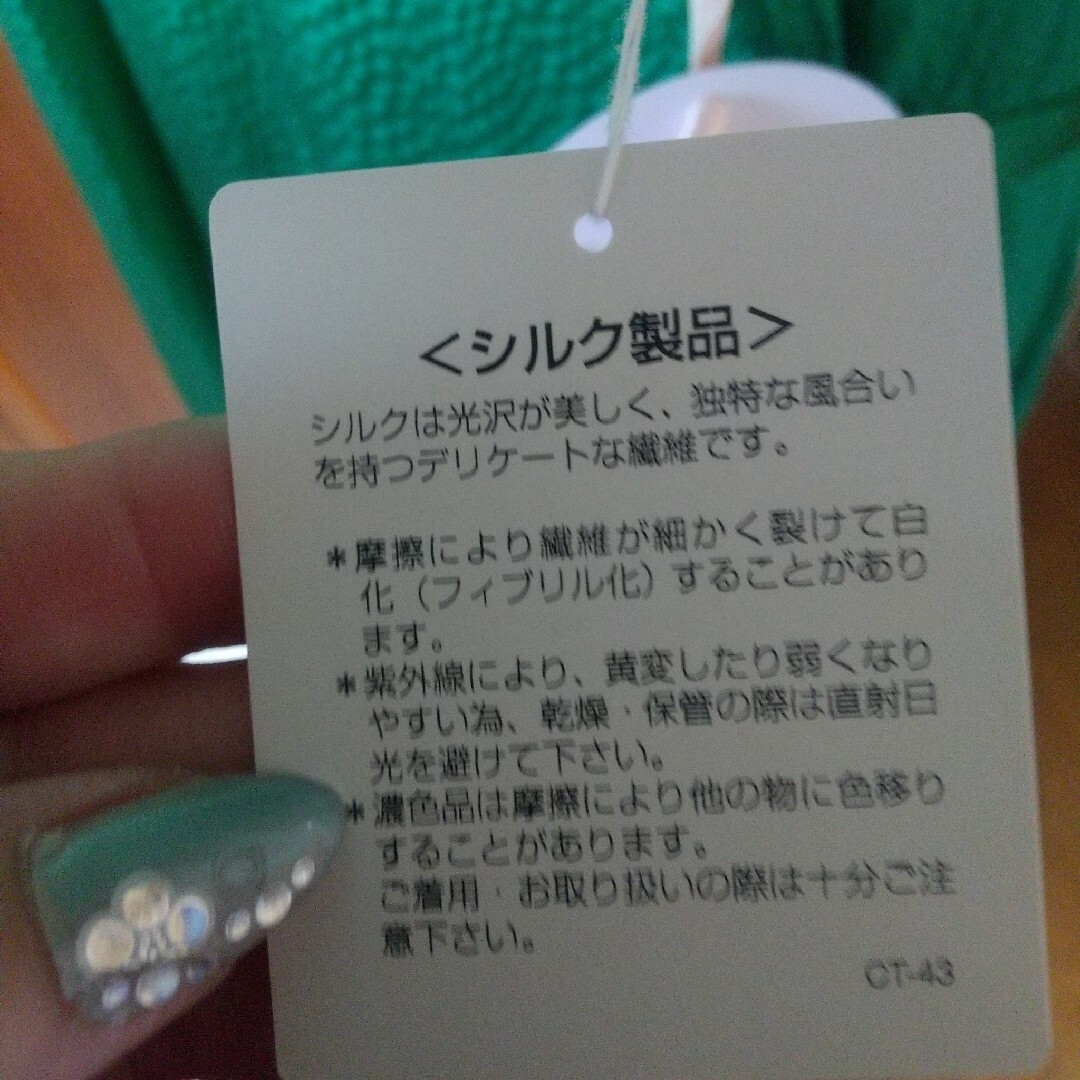 ＜シルク製品＞
シルクは光沢が美しく、独特な風合い
を持つデリケートな繊維です。
＊摩擦により繊維が細かく裂けて白
化（フィブリル化）することがあり
ます。
＊紫外線により、黄変したり弱くなり
やすい為、乾燥・保管の際は直射日
光を避けて下さい。
＊濃色品は摩擦により他の物に色移り
することがあります。
ご着用・お取り扱いの際は十分ご注
意下さい。
CT-43